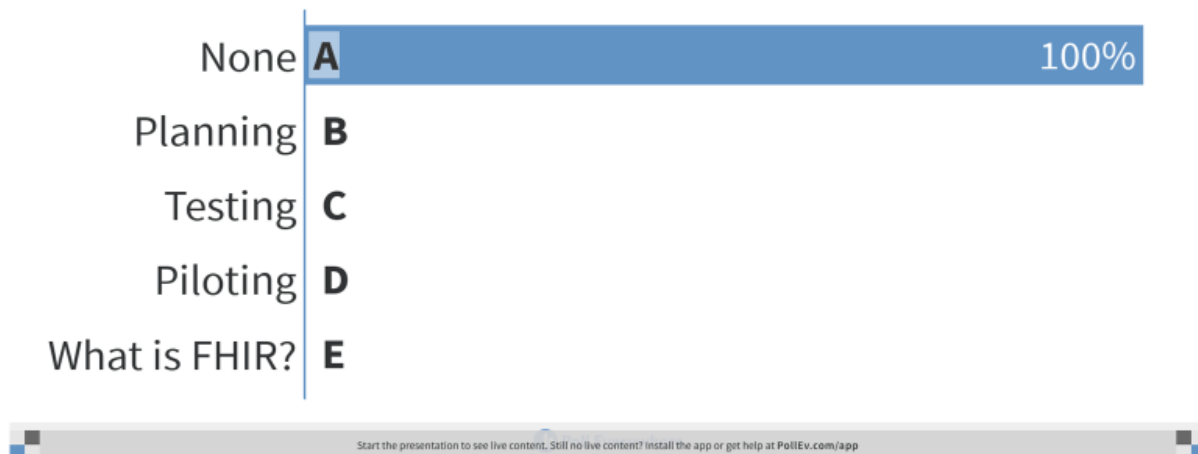 None A 100%
Planning B
Testing C
Piloting D
What is FHIR? E
Start the presentation to see live content. Still no live content? Install the app or get help at PollEv.com/app